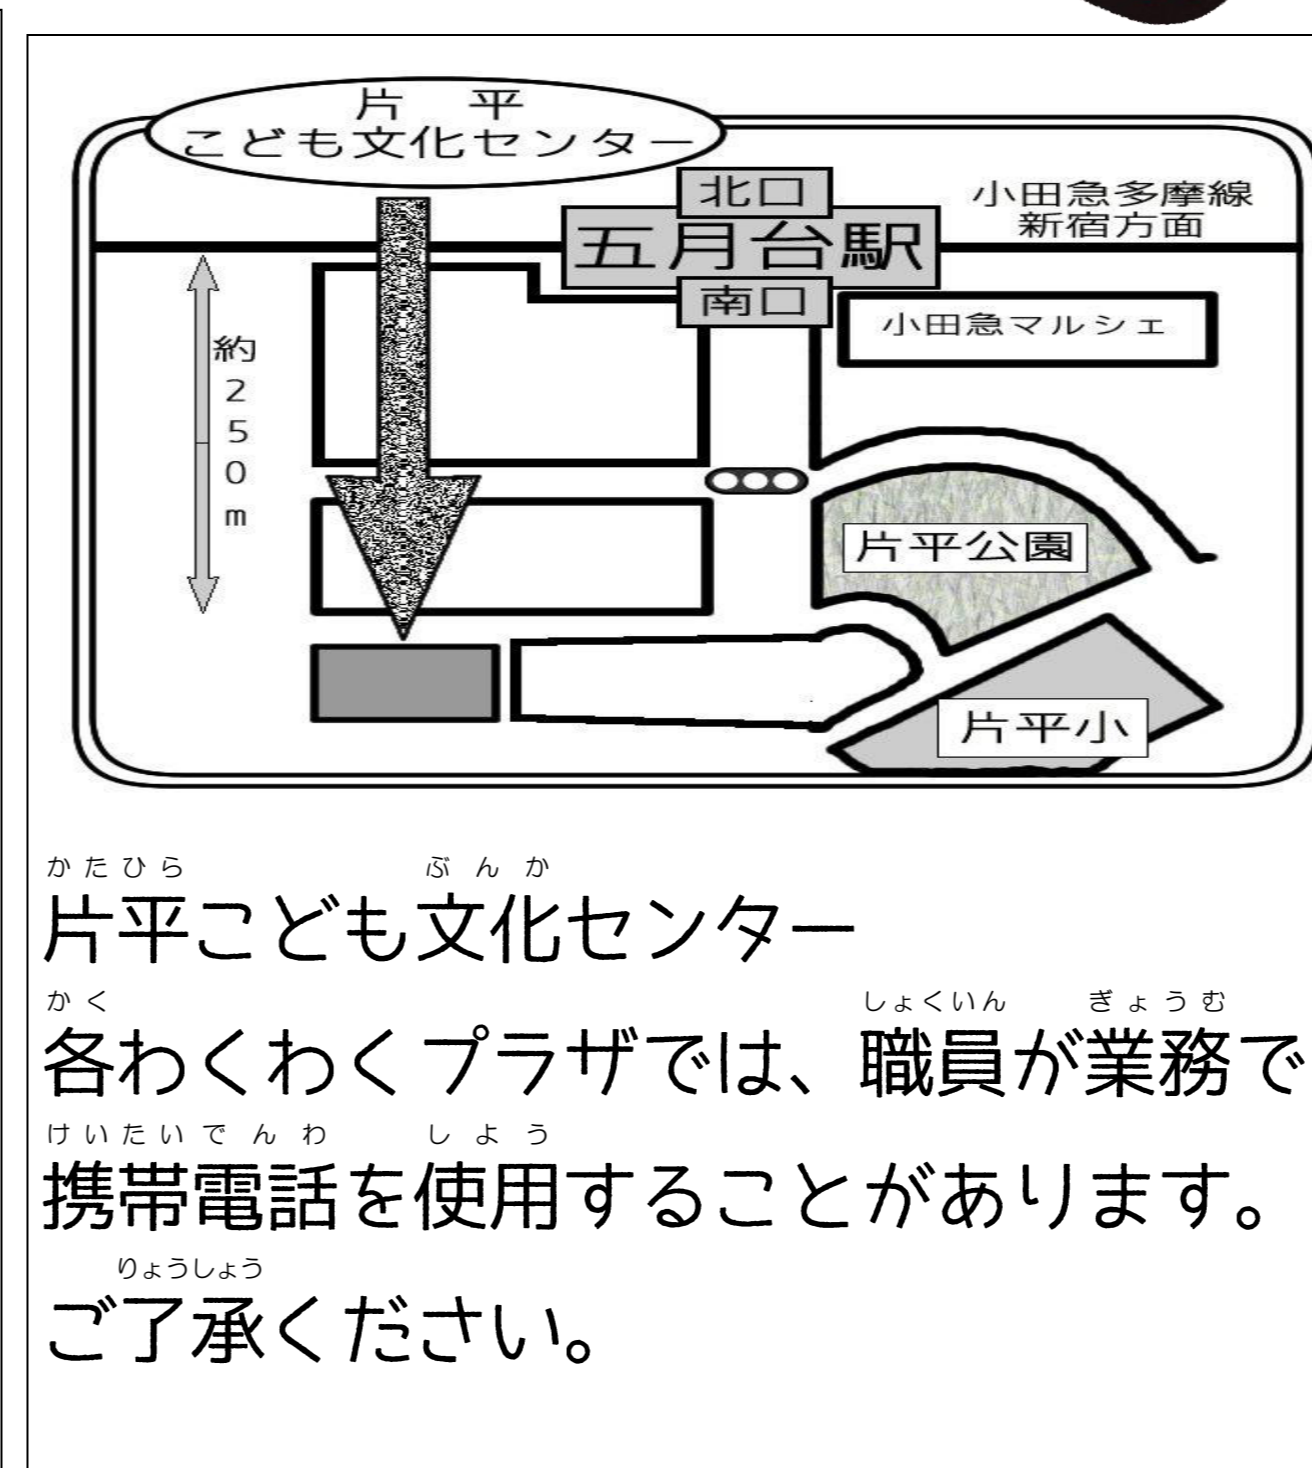 片　平
こども文化センター
北口
五月台駅
南口
小田急多摩線
新宿方面
小田急マルシェ
約250m
片平公園
片平小
かたひら ぶんか
片平こども文化センター
かく しょくいん ぎょうむ
各わくわくプラザでは、職員が業務で
けいたいでんわ しよう
携帯電話を使用することがあります。
りょうしょう
ご了承ください。